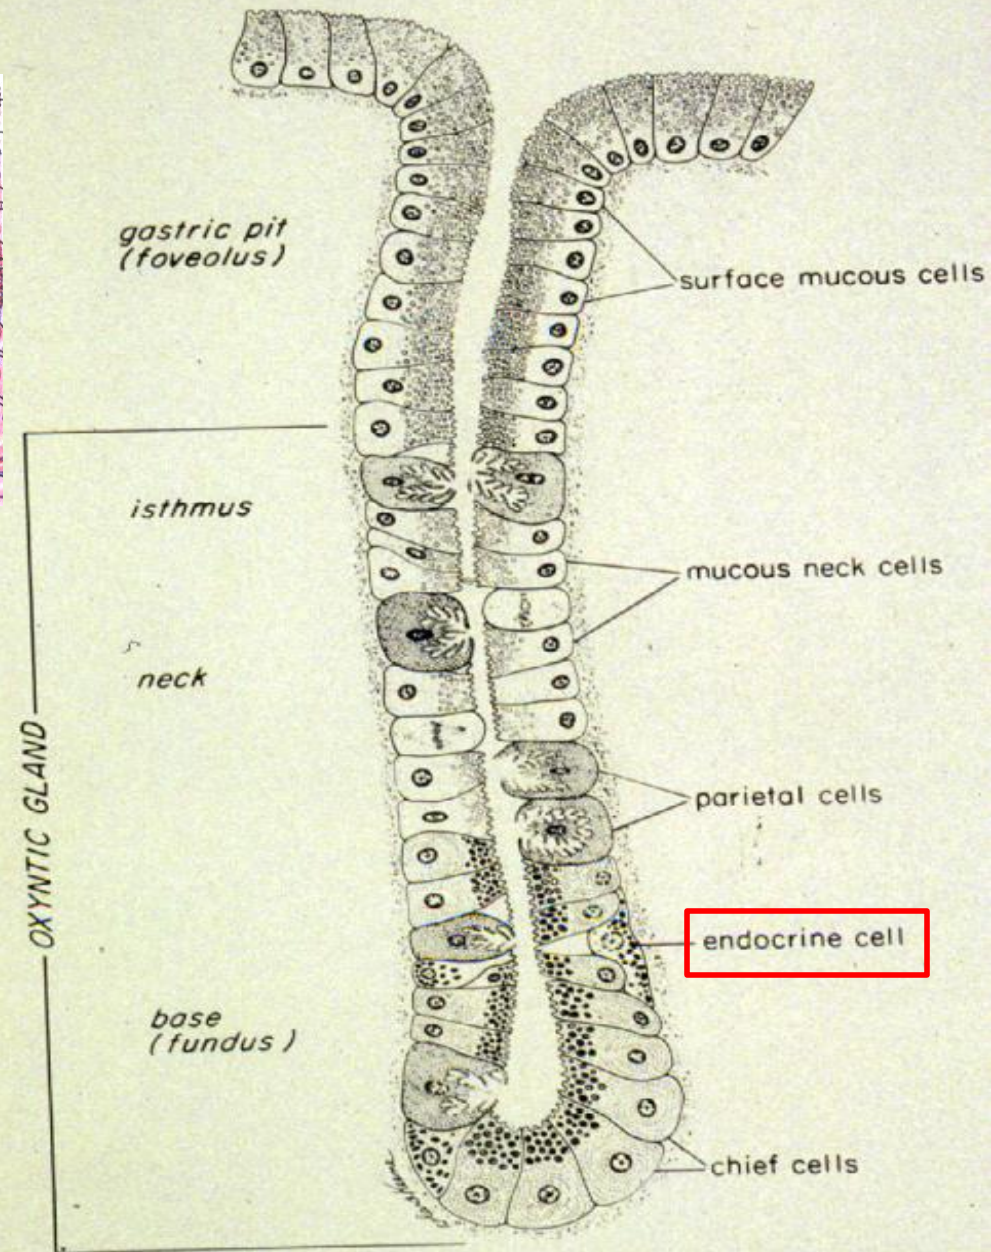 gastric pit
(foveolus)
surface mucous cells
isthmus
mucous neck cells
neck
OXYNTIC GLAND
parietal cells
endocrine cell
base
(fundus)
chief cells